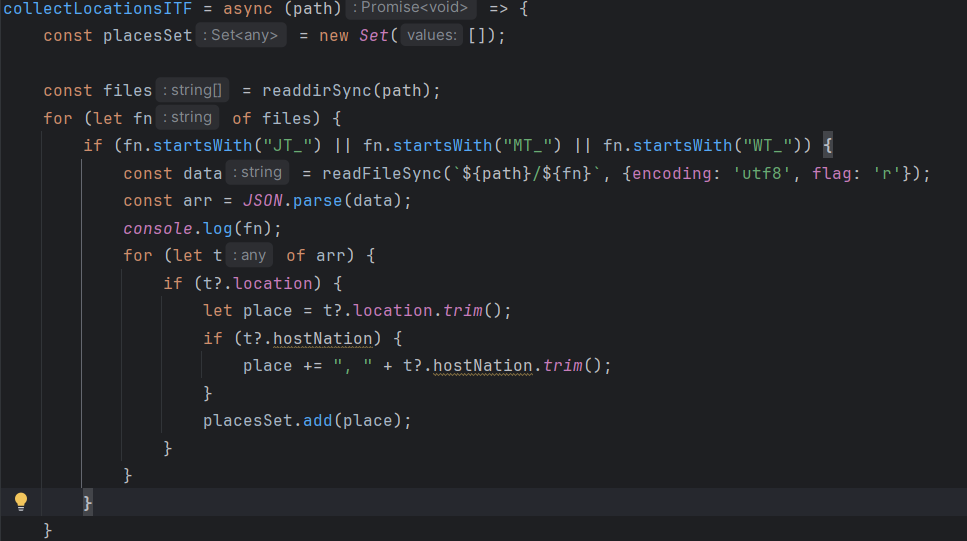 collectLocationsITF = async (path) : Promise<void> => {
const placesSet : Set<any> = new Set( values: []);
const files : string[] = readdirSync(path);
for (let fn : string of files) {
if (fn.startsWith("JT_") || fn.startsWith("MT_") || fn.startsWith("WT_")) {
const data : string = readFileSync(`${path}/${fn}`, {encoding: 'utf8', flag: 'r'});
const arr = JSON.parse(data);
console.log(fn);
for (let t : any of arr) {
if (t?.location) {
let place = t?.location.trim();
if (t?.hostNation) {
place += ", " + t?.hostNation.trim();
}
placesSet.add(place);
}
}
}
}